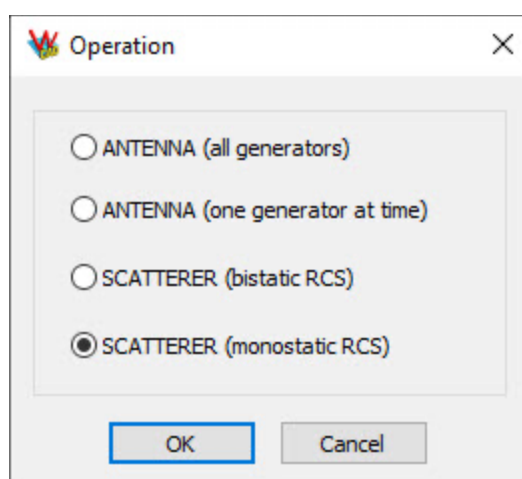 Operation
ANTENNA (all generators)
ANTENNA (one generator at time)
SCATTERER (bistatic RCS)
SCATTERER (monostatic RCS)
OK Cancel